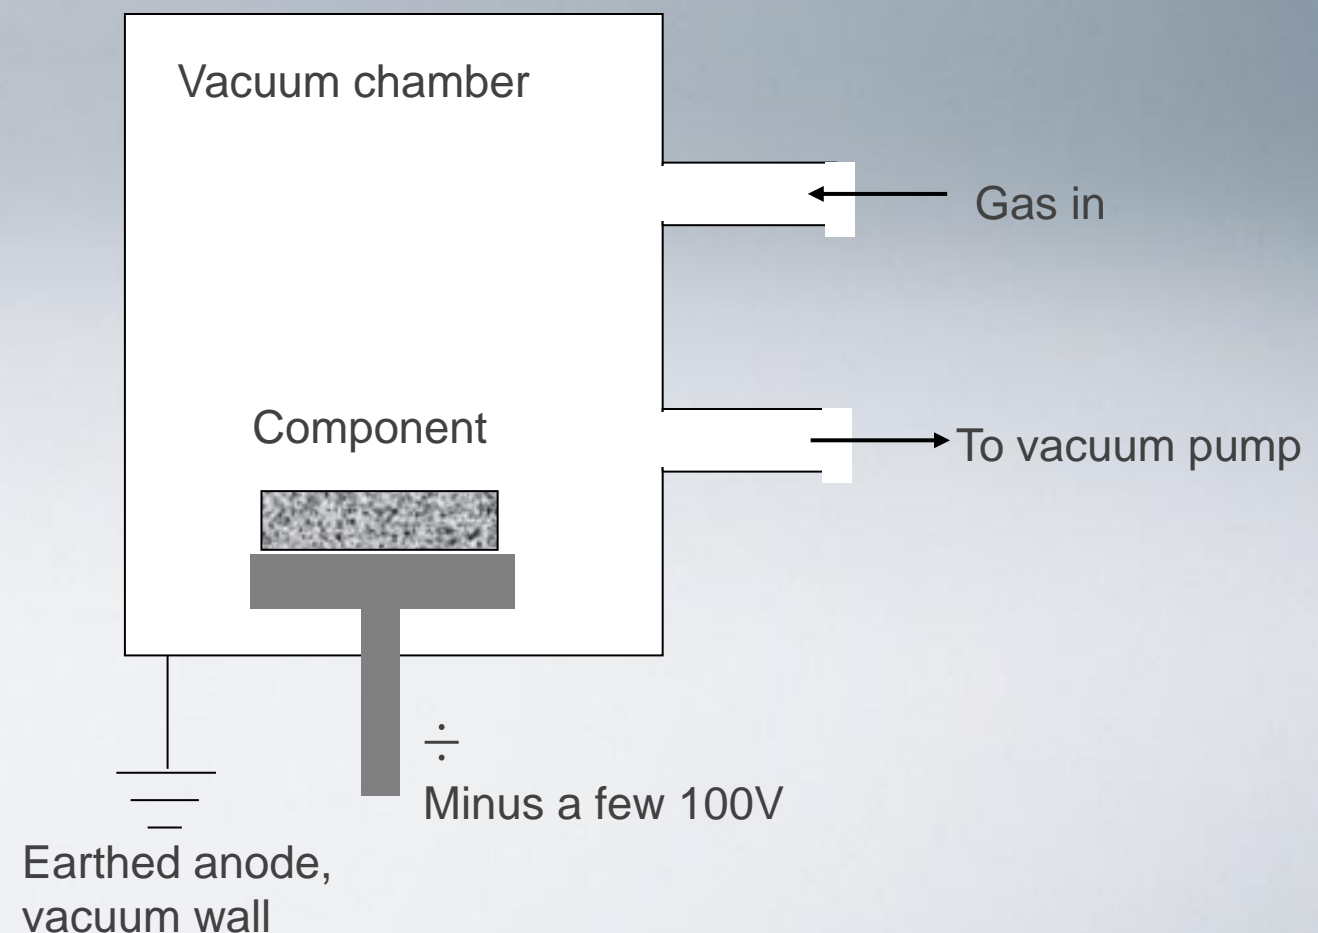 Vacuum chamber
Gas in
Component
To vacuum pump
÷
Minus a few 100V
Earthed anode,
vacuum wall